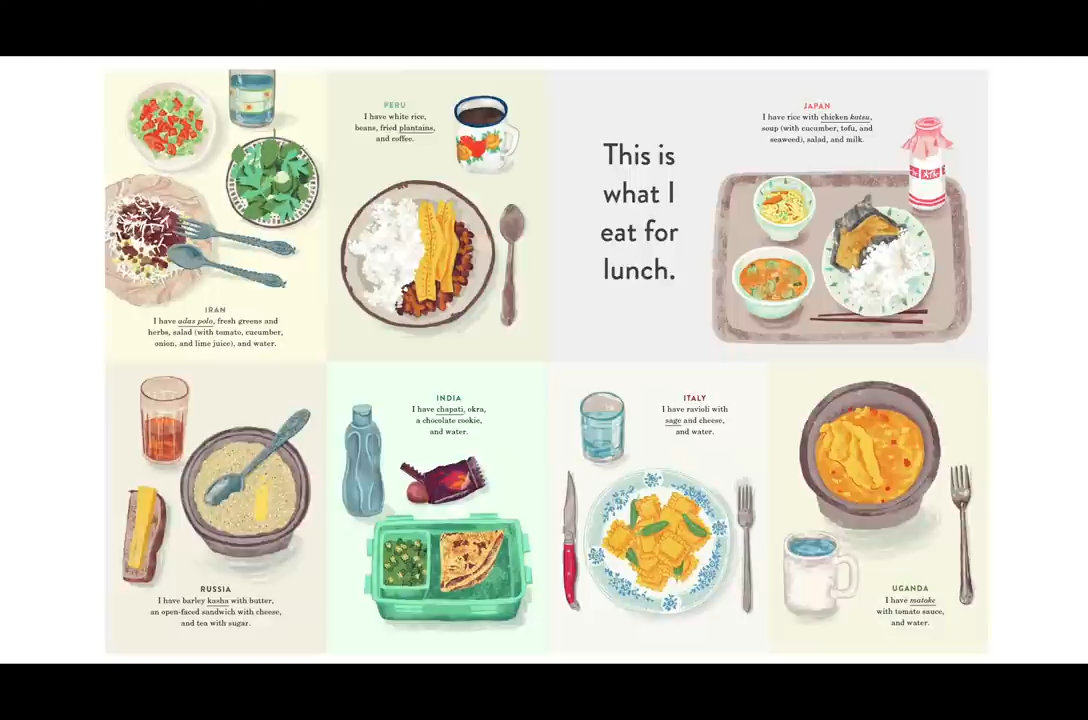 PERU
I have white rice,
beans, fried plantains,
and coffee.
This is
what I
eat for
lunch.
JAPAN
I have rice with chicken katsu,
soup (with cucumber, tofu, and
seaweed), salad, and milk.
IRAN
I have adas polo, fresh greens and
herbs, salad (with tomato, cucumber,
onion, and lime juice), and water.
RUSSIA
I have barley kasha with butter,
an open-faced sandwich with cheese,
and tea with sugar.
INDIA
I have chapati, okra,
a chocolate cookie,
and water.
ITALY
I have ravioli with
sage and cheese,
and water.
UGANDA
I have matoke
with tomato sauce,
and water.